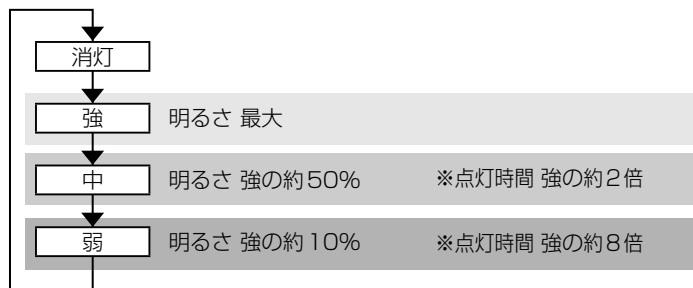 消灯
強 明るさ 最大
中 明るさ 強の約50% ※点灯時間 強の約2倍
弱 明るさ 強の約10% ※点灯時間 強の約8倍